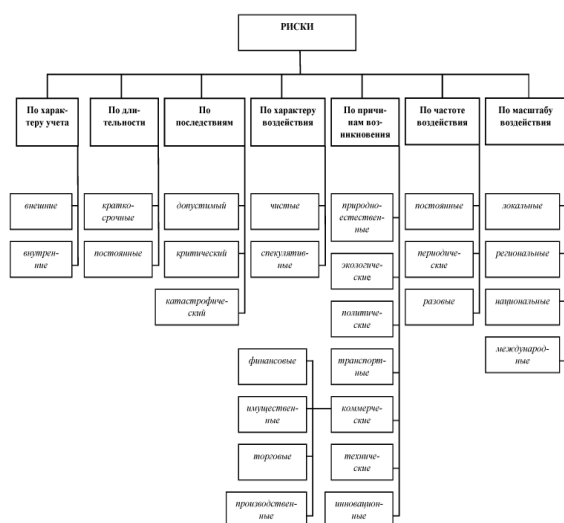 РИСКИ
По харак-
теру учета
По дли-
тельности
По
последствиям
По характеру
воздействия
По причи-
нам воз-
никновения
По частоте
воздействия
По масштабу
воздействия
внешние
кратко-
срочные
допустимый
чистые
природно-
естествен-
ные
постоянные
локальные
внутрен-
ние
постоянные
критический
спекулятив-
ные
экологиче-
ские
периодиче-
ские
региональные
катастрофиче-
ский
политиче-
ские
разовые
национальные
финансовые
транспорт-
ные
международ-
ные
имуществен-
ные
коммерче-
ские
торговые
техниче-
ские
производствен-
ные
инновацион-
ные